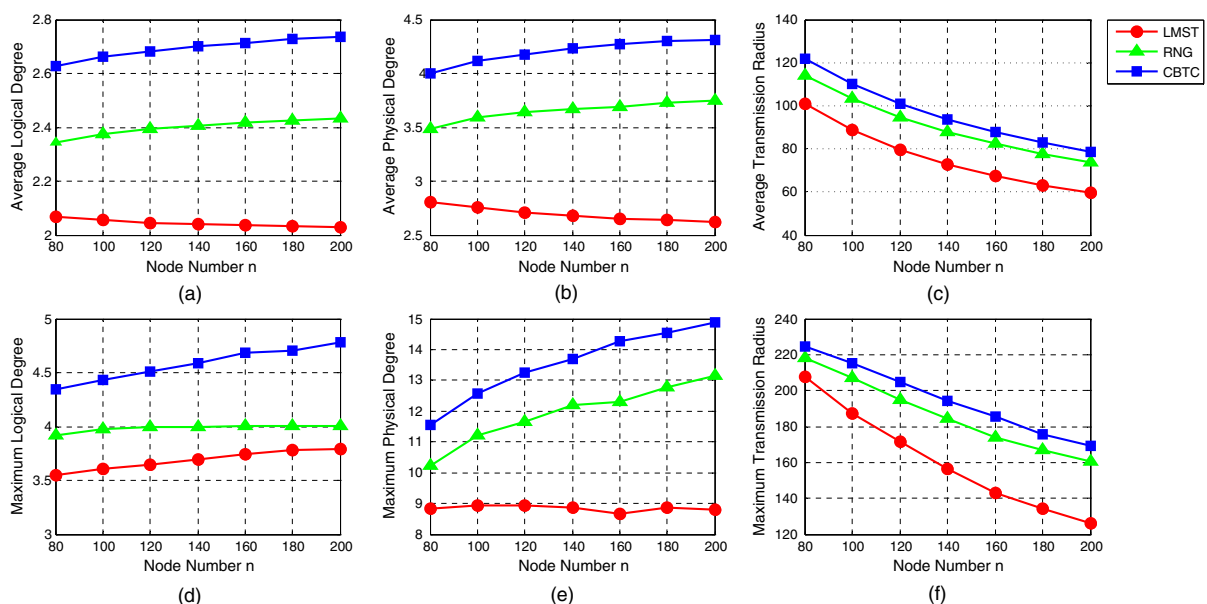 2.8
2.6
2.4
2.2
2
80 100 120 140 160 180 200
Average Logical Degree
Node Number n
(a)
4.5
4
3.5
3
2.5
80 100 120 140 160 180 200
Average Physical Degree
Node Number n
(b)
140
120
100
80
60
40
80 100 120 140 160 180 200
Average Transmission Radius
Node Number n
(c)
LMST
RNG
CBTC
5
4.5
4
3.5
3
80 100 120 140 160 180 200
Maximum Logical Degree
Node Number n
(d)
15
14
13
12
11
10
9
8
80 100 120 140 160 180 200
Maximum Physical Degree
Node Number n
(e)
240
220
200
180
160
140
120
80 100 120 140 160 180 200
Maximum Transmission Radius
Node Number n
(f)